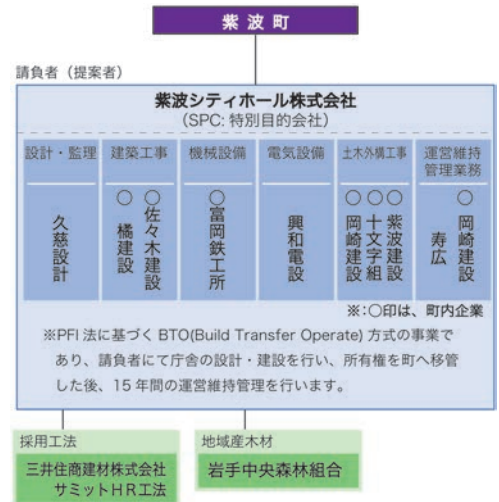 紫波町
請負者（提案者）
紫波シティホール株式会社
（SPC: 特別目的会社）
設計・監理
久慈設計
建築工事
○佐々木建設
○橘建設
機械設備
○富岡鉄工所
電気設備
興和電設
土木外構工事
○紫波建設
○十文字組
○岡崎建設
運営維持
管理業務
○岡崎建設
寿広
※：○印は、町内企業
※PFI 法に基づく BTO(Build Transfer Operate) 方式の事業で
あり、請負者にて庁舎の設計・建設を行い、所有権を町へ移管
した後、15 年間の運営維持管理を行います。
採用工法
三井住商建材株式会社
サミットHR工法
地域産木材
岩手中央森林組合